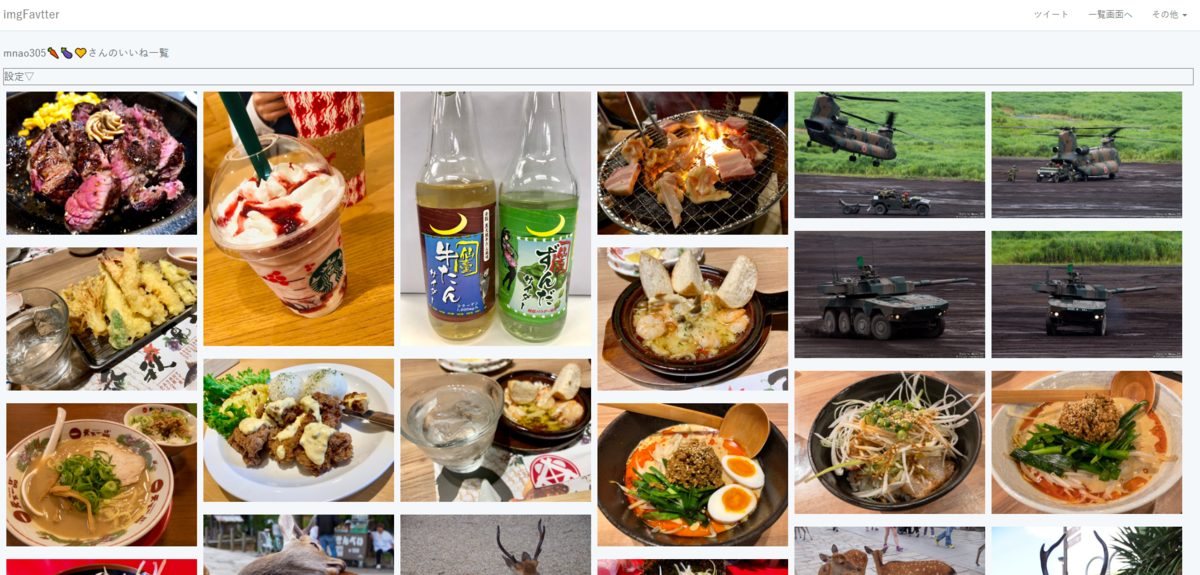 imgFavtter
ツイート 一覧画面へ その他
mnao305🥕🍆💛さんのいいね一覧
設定▽
牛たん
サイダー
ずんだ
サイダー